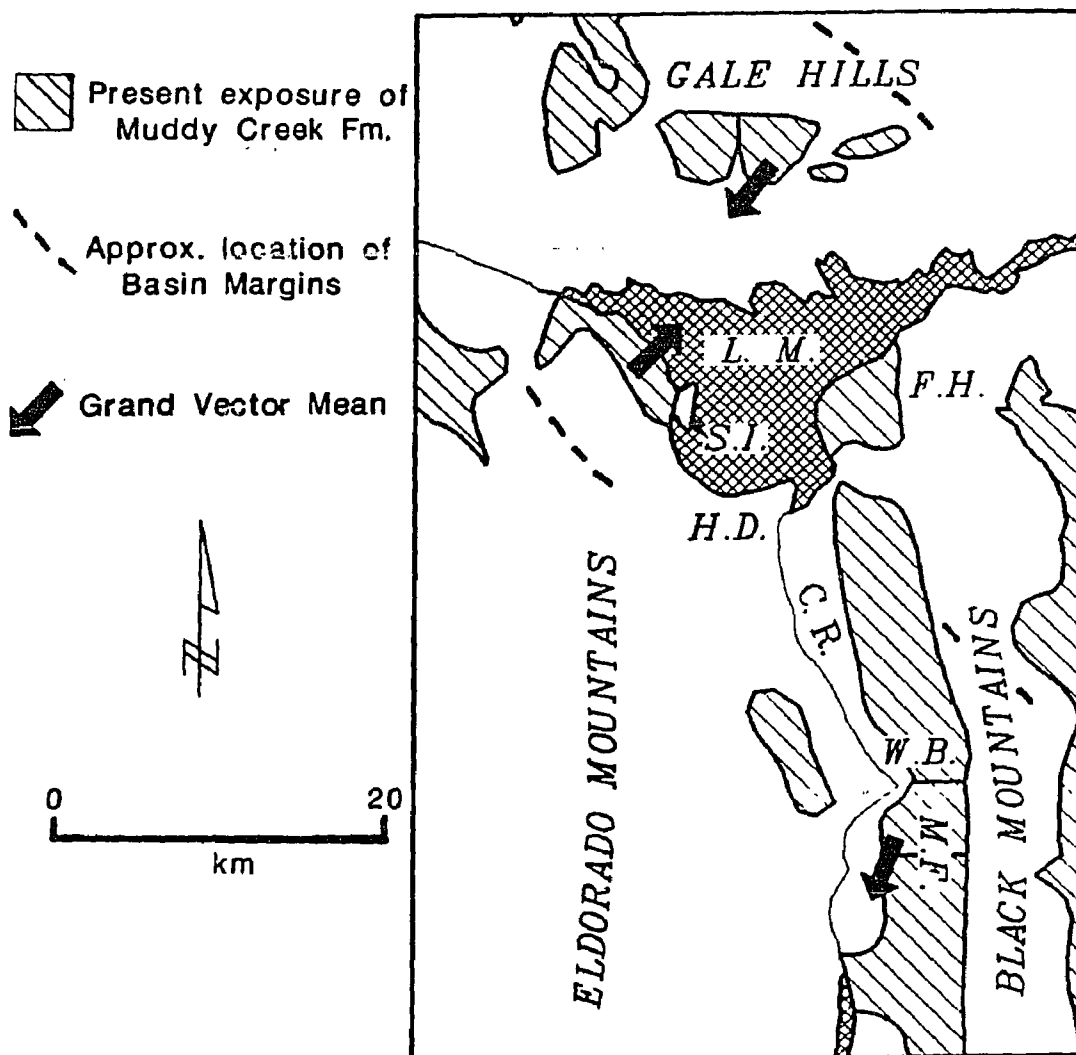 Present exposure of
Muddy Creek Fm.
Approx. location of
Basin Margins
Grand Vector Mean
N
0 20
km
GALE HILLS
L. M.
F.H.
S.I.
H.D.
C.R.
ELDORADO MOUNTAINS
W.B.
W.F.
BLACK MOUNTAINS